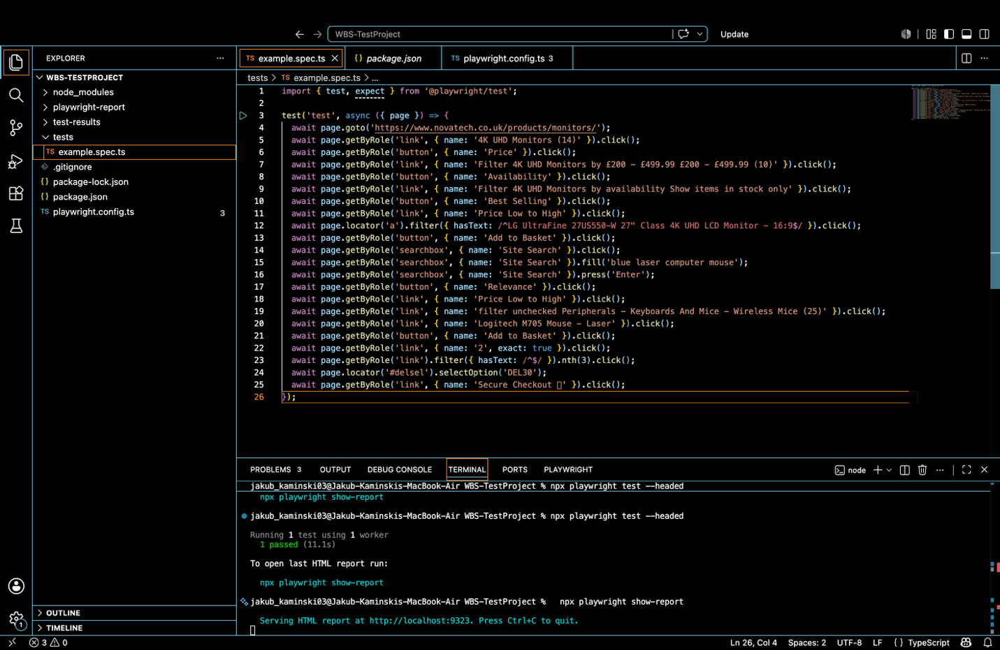 WBS-TestProject
Update
EXPLORER
WBS-TESTPROJECT
node_modules
playwright-report
test-results
tests
TS example.spec.ts
.gitignore
{} package-lock.json
{} package.json
TS playwright.config.ts 3
OUTLINE
TIMELINE
TS example.spec.ts
{} package.json
TS playwright.config.ts 3
tests > TS example.spec.ts > ...
1 import { test, expect } from '@playwright/test';
2
3 test('test', async ({ page }) => {
4 await page.goto('https://www.novatech.co.uk/products/monitors/');
5 await page.getByRole('link', { name: '4K UHD Monitors (14)' }).click();
6 await page.getByRole('button', { name: 'Price' }).click();
7 await page.getByRole('link', { name: 'Filter 4K UHD Monitors by £200 - £499.99 £200 - £499.99 (10)' }).click();
8 await page.getByRole('button', { name: 'Availability' }).click();
9 await page.getByRole('link', { name: 'Filter 4K UHD Monitors by availability Show items in stock only' }).click();
10 await page.getByRole('button', { name: 'Best Selling' }).click();
11 await page.getByRole('link', { name: 'Price Low to High' }).click();
12 await page.locator('a').filter({ hasText: /^LG UltraFine 27US550-W 27" Class 4K UHD LCD Monitor - 16:9$/ }).click();
13 await page.getByRole('button', { name: 'Add to Basket' }).click();
14 await page.getByRole('searchbox', { name: 'Site Search' }).click();
15 await page.getByRole('searchbox', { name: 'Site Search' }).fill('blue laser computer mouse');
16 await page.getByRole('searchbox', { name: 'Site Search' }).press('Enter');
17 await page.getByRole('button', { name: 'Relevance' }).click();
18 await page.getByRole('link', { name: 'Price Low to High' }).click();
19 await page.getByRole('link', { name: 'filter unchecked Peripherals - Keyboards And Mice - Wireless Mice (25)' }).click();
20 await page.getByRole('link', { name: 'Logitech M705 Mouse - Laser' }).click();
21 await page.getByRole('button', { name: 'Add to Basket' }).click();
22 await page.getByRole('link', { name: '2', exact: true }).click();
23 await page.getByRole('link').filter({ hasText: /^$/ }).nth(3).click();
24 await page.locator('#delsel').selectOption('DEL30');
25 await page.getByRole('link', { name: 'Secure Checkout ▯' }).click();
26 });
PROBLEMS 3 OUTPUT DEBUG CONSOLE TERMINAL PORTS PLAYWRIGHT
node
jakub_kaminski03@Jakub-Kaminskis-MacBook-Air WBS-TestProject % npx playwright test --headed
npx playwright show-report
jakub_kaminski03@Jakub-Kaminskis-MacBook-Air WBS-TestProject % npx playwright test --headed
Running 1 test using 1 worker
1 passed (11.1s)
To open last HTML report run:
npx playwright show-report
jakub_kaminski03@Jakub-Kaminskis-MacBook-Air WBS-TestProject % npx playwright show-report
Serving HTML report at http://localhost:9323. Press Ctrl+C to quit.
1
3 0
Ln 26, Col 4 Spaces: 2 UTF-8 LF {} TypeScript